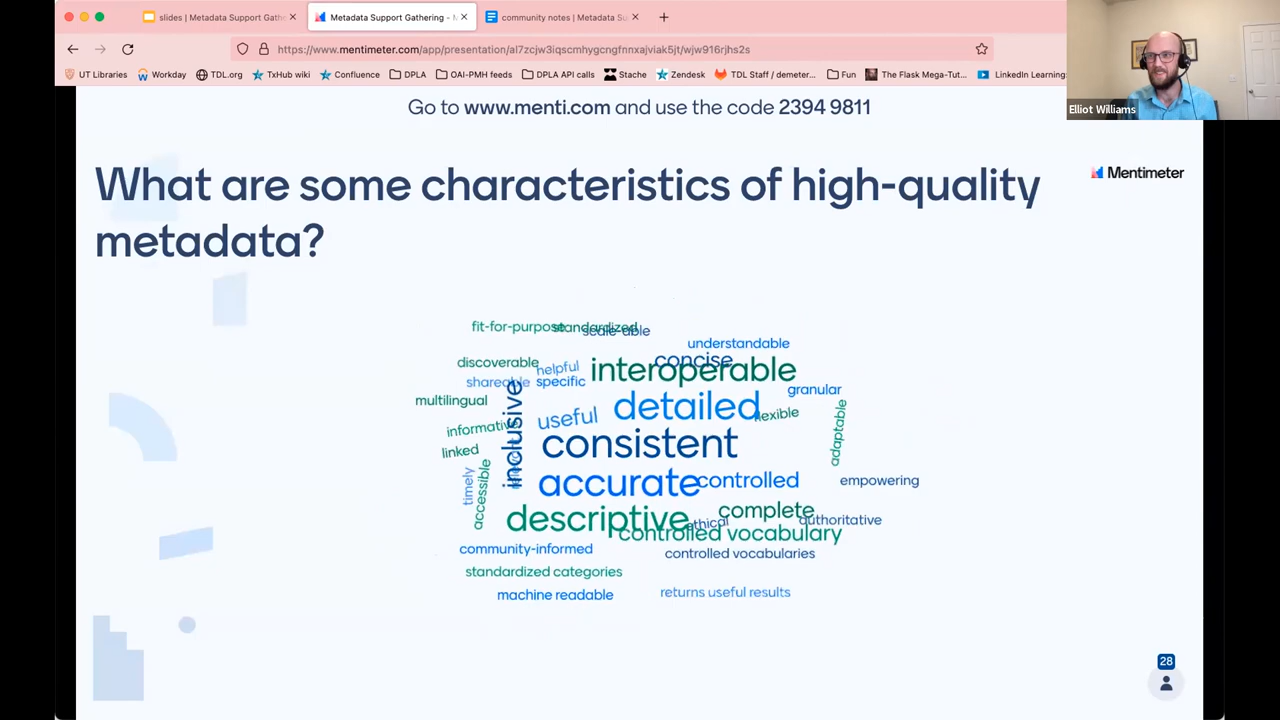 slides | Metadata Support Gathe
Metadata Support Gathering -
community notes | Metadata Su
https://www.mentimeter.com/app/presentation/al7zcjw3iqscmhygcngfnnxajviak5jt/wjw916rjhs2s
UT Libraries Workday TDL.org TxHub wiki Confluence DPLA OAI-PMH feeds DPLA API calls Stache Zendesk TDL Staff / demeter... Fun The Flask Mega-Tut... LinkedIn Learning:
Elliot Williams
Go to www.menti.com and use the code 2394 9811
What are some characteristics of high-quality
metadata?
Mentimeter
fit-for-purpose
standardized
scale-able
understandable
concise
discoverable
helpful
interoperable
shareable
specific
granular
multilingual
inclusive
useful
detailed
flexible
adaptable
informative
linked
consistent
timely
accessible
accurate
controlled
empowering
descriptive
ethical
complete
authoritative
controlled vocabulary
community-informed
controlled vocabularies
standardized categories
machine readable
returns useful results
28